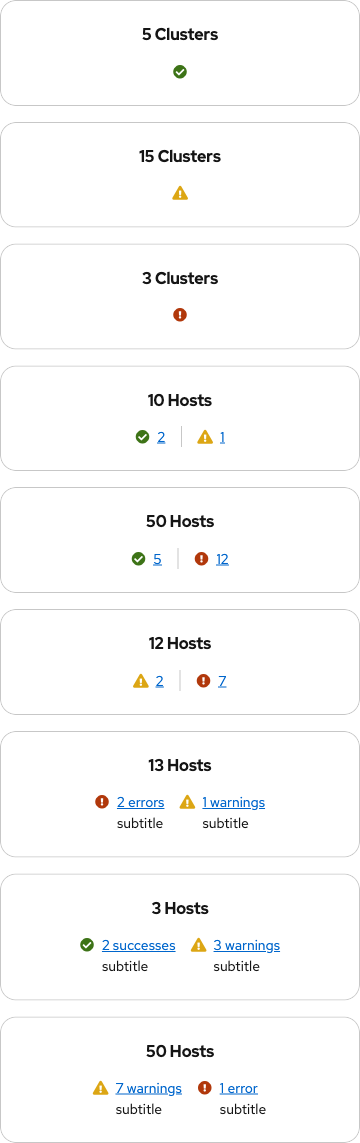 5 Clusters
15 Clusters
3 Clusters
10 Hosts
2 1
50 Hosts
5 12
12 Hosts
2 7
13 Hosts
2 errors 1 warnings
subtitle subtitle
3 Hosts
2 successes 3 warnings
subtitle subtitle
50 Hosts
7 warnings 1 error
subtitle subtitle